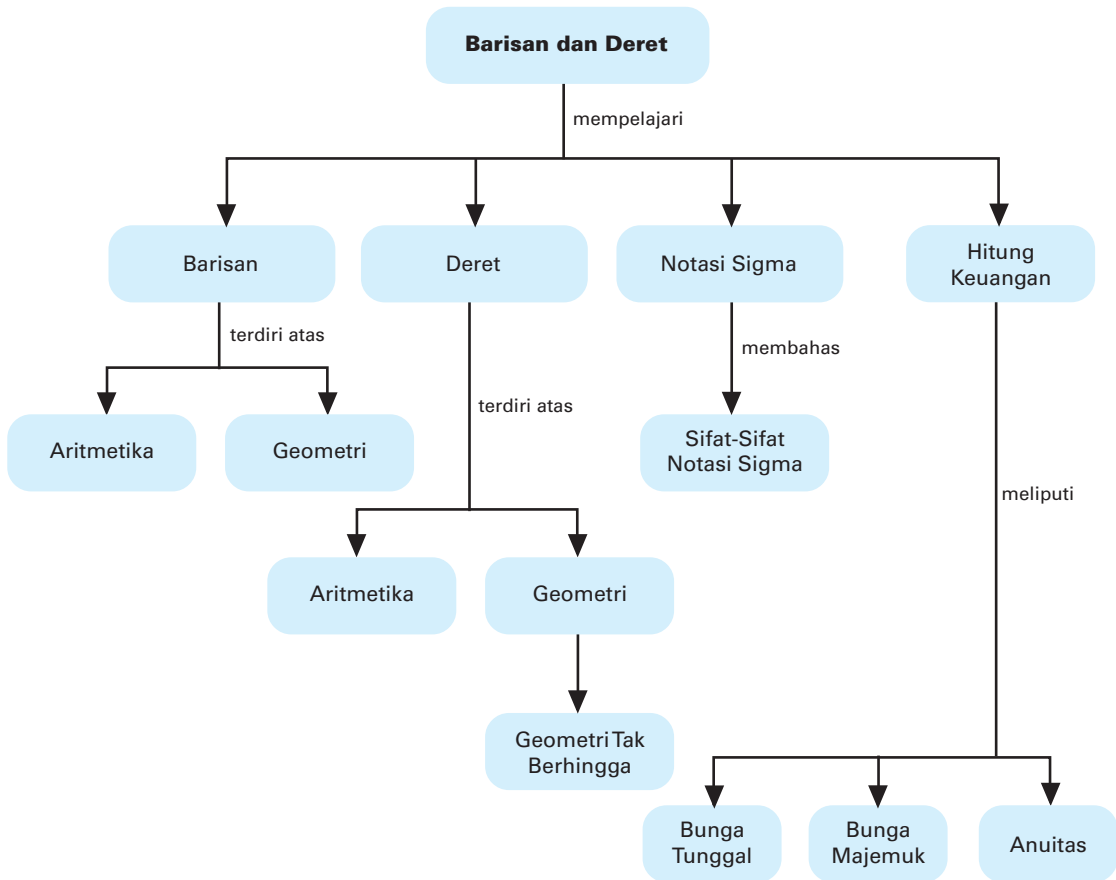 Barisan dan Deret
mempelajari
Barisan
Deret
Notasi Sigma
Hitung
Keuangan
terdiri atas
membahas
Aritmetika
Geometri
terdiri atas
Sifat-Sifat
Notasi Sigma
meliputi
Aritmetika
Geometri
Geometri Tak
Berhingga
Bunga
Tunggal
Bunga
Majemuk
Anuitas